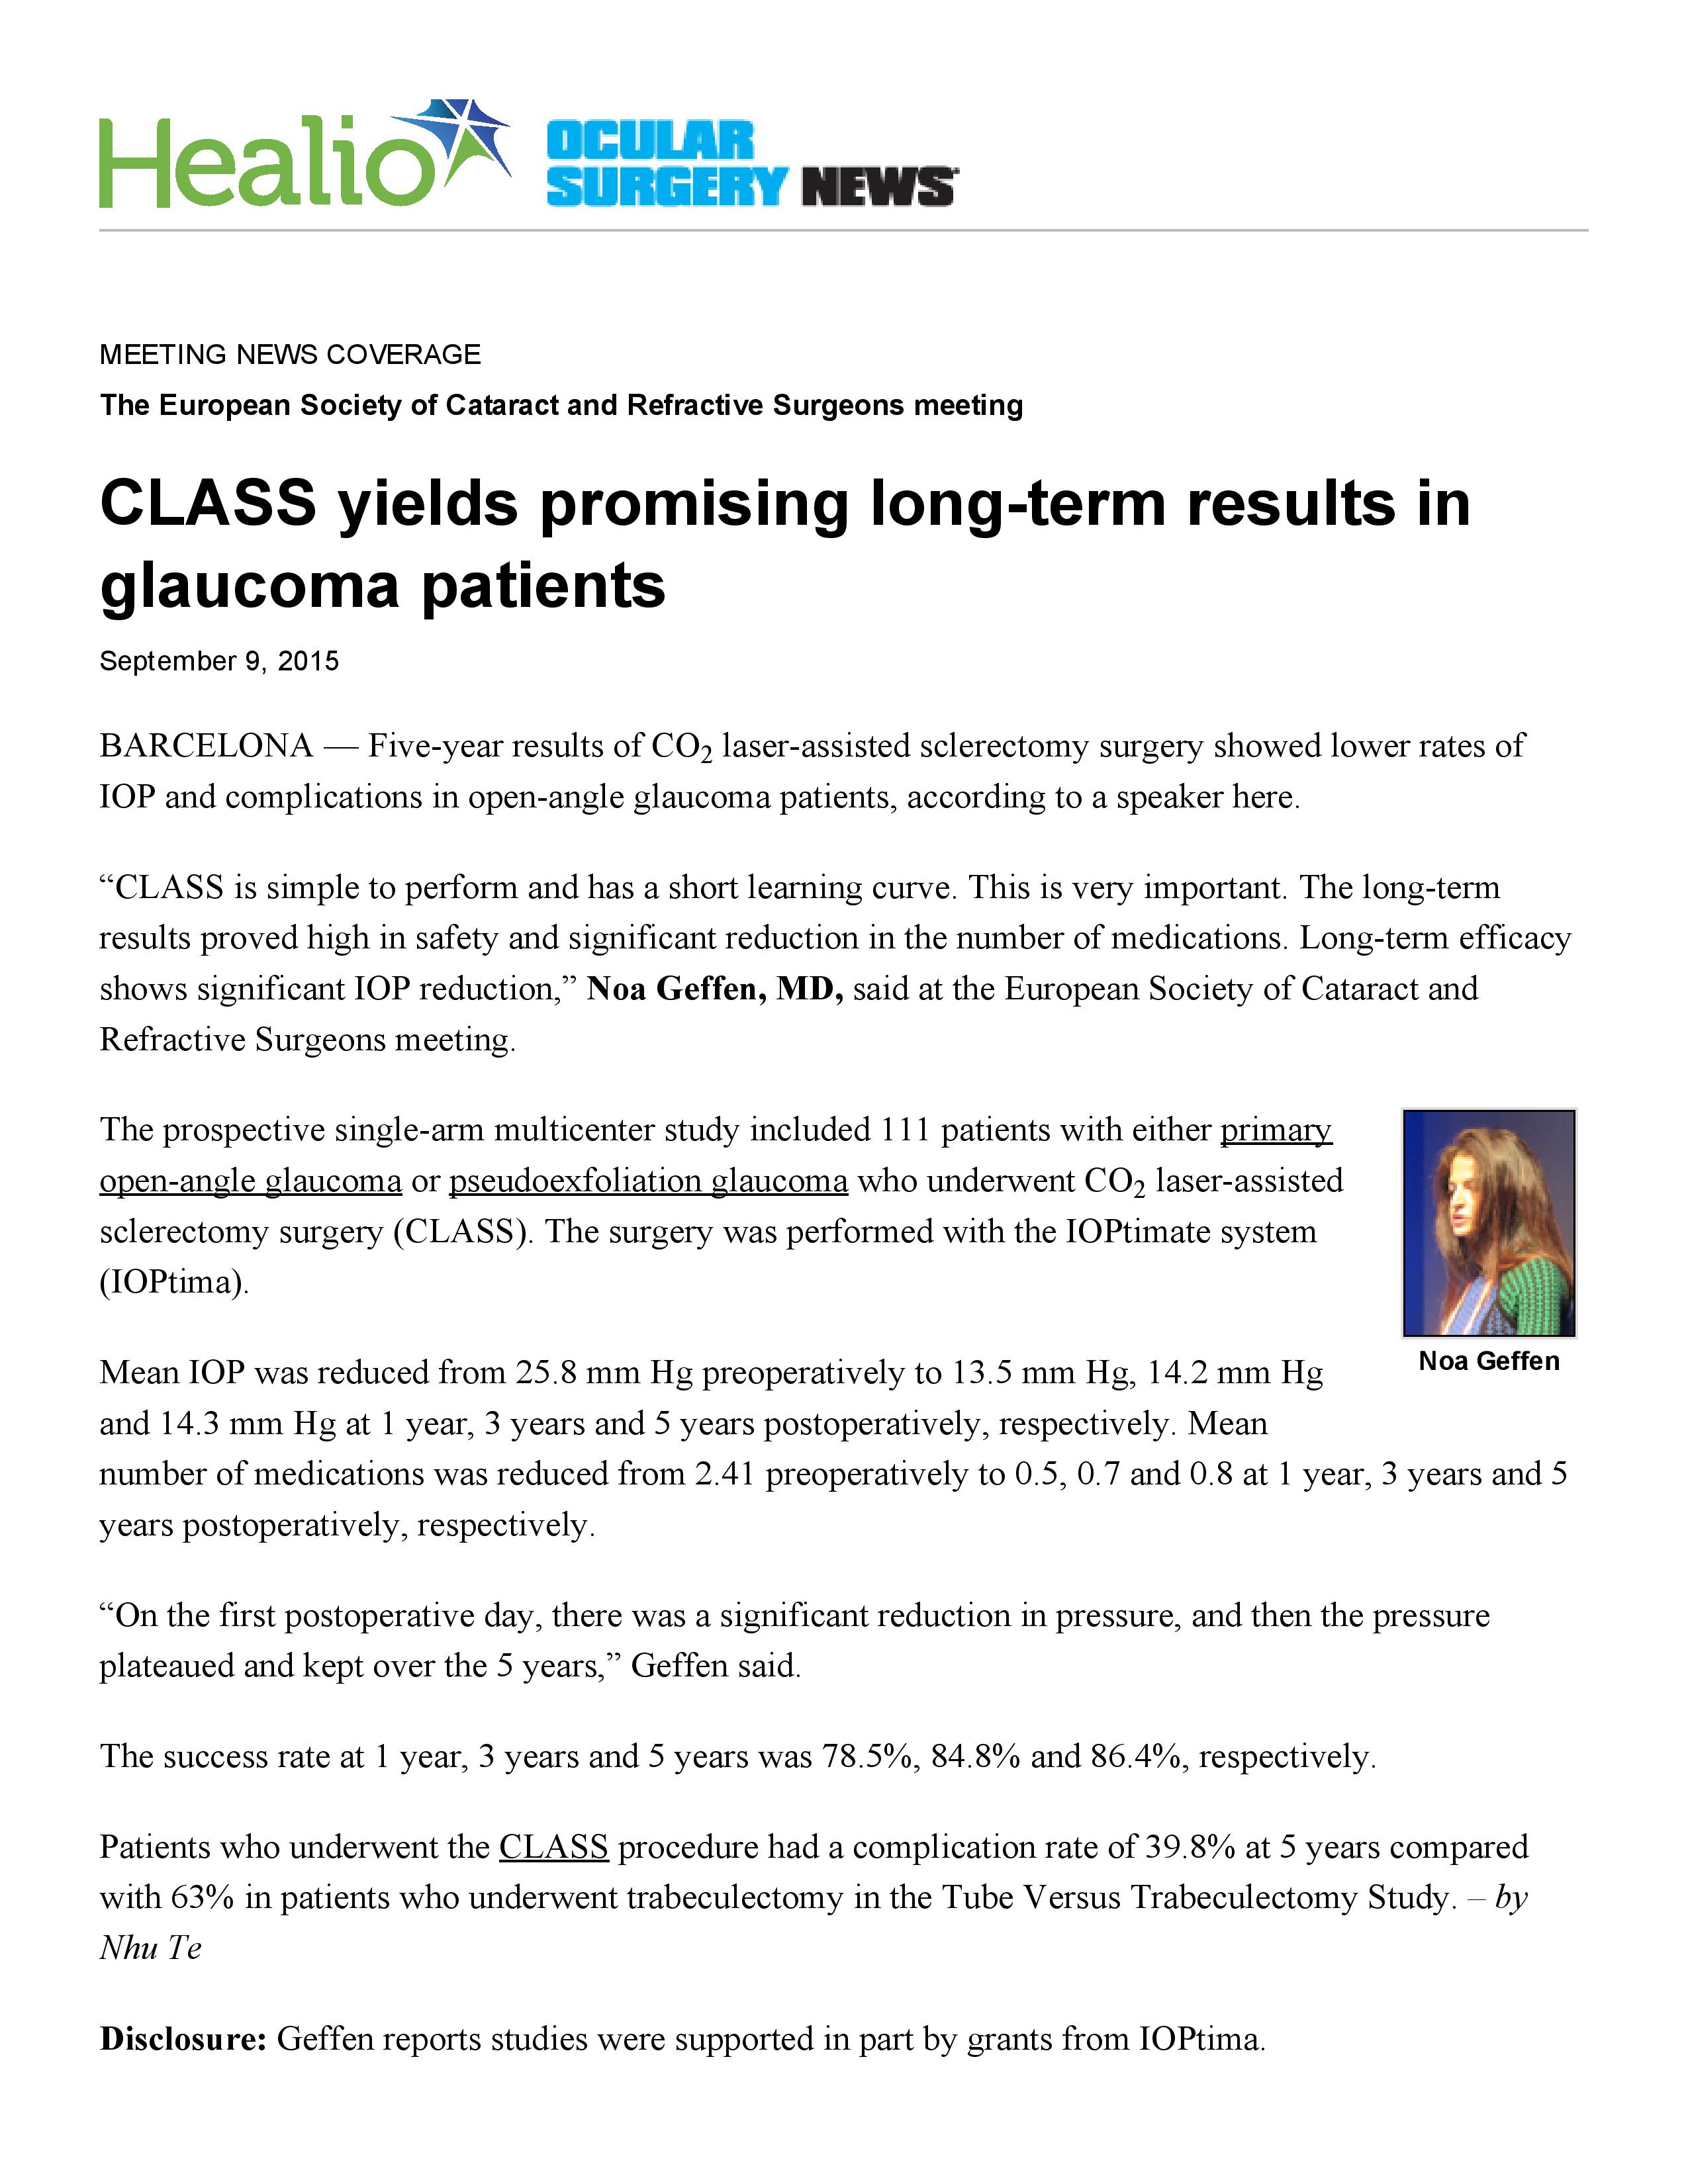 Healio OCULAR
SURGERY NEWS
MEETING NEWS COVERAGE
The European Society of Cataract and Refractive Surgeons meeting
CLASS yields promising long-term results in
glaucoma patients
September 9, 2015
BARCELONA — Five-year results of CO₂ laser-assisted sclerectomy surgery showed lower rates of
IOP and complications in open-angle glaucoma patients, according to a speaker here.
“CLASS is simple to perform and has a short learning curve. This is very important. The long-term
results proved high in safety and significant reduction in the number of medications. Long-term efficacy
shows significant IOP reduction,” Noa Geffen, MD, said at the European Society of Cataract and
Refractive Surgeons meeting.
The prospective single-arm multicenter study included 111 patients with either primary
open-angle glaucoma or pseudoexfoliation glaucoma who underwent CO₂ laser-assisted
sclerectomy surgery (CLASS). The surgery was performed with the IOPtimate system
(IOPtima).
Noa Geffen
Mean IOP was reduced from 25.8 mm Hg preoperatively to 13.5 mm Hg, 14.2 mm Hg
and 14.3 mm Hg at 1 year, 3 years and 5 years postoperatively, respectively. Mean
number of medications was reduced from 2.41 preoperatively to 0.5, 0.7 and 0.8 at 1 year, 3 years and 5
years postoperatively, respectively.
“On the first postoperative day, there was a significant reduction in pressure, and then the pressure
plateaued and kept over the 5 years,” Geffen said.
The success rate at 1 year, 3 years and 5 years was 78.5%, 84.8% and 86.4%, respectively.
Patients who underwent the CLASS procedure had a complication rate of 39.8% at 5 years compared
with 63% in patients who underwent trabeculectomy in the Tube Versus Trabeculectomy Study. – by
Nhu Te
Disclosure: Geffen reports studies were supported in part by grants from IOPtima.